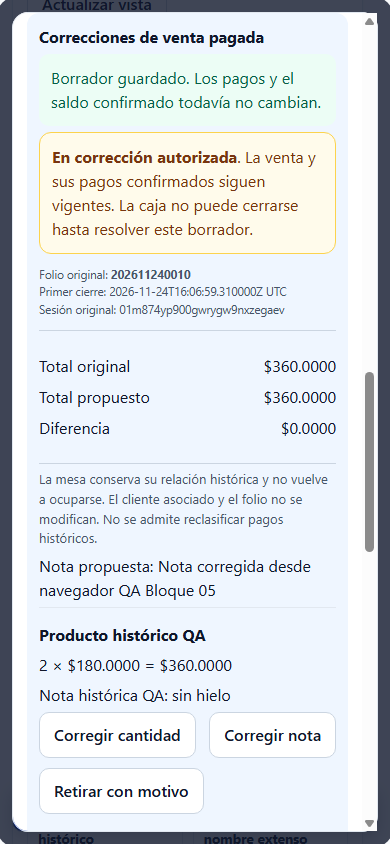 Actualizar vista
Correcciones de venta pagada
Borrador guardado. Los pagos y el
saldo confirmado todavía no cambian.
En corrección autorizada. La venta y
sus pagos confirmados siguen
vigentes. La caja no puede cerrarse
hasta resolver este borrador.
Folio original: 202611240010
Primer cierre: 2026-11-24T16:06:59.310000Z UTC
Sesión original: 01m874yp900gwrygw9nxzegaev
Total original $360.0000
Total propuesto $360.0000
Diferencia $0.0000
La mesa conserva su relación histórica y no vuelve
a ocuparse. El cliente asociado y el folio no se
modifican. No se admite reclasificar pagos
históricos.
Nota propuesta: Nota corregida desde
navegador QA Bloque 05
Producto histórico QA
2 × $180.0000 = $360.0000
Nota histórica QA: sin hielo
Corregir cantidad Corregir nota
Retirar con motivo
histórico nombre extenso